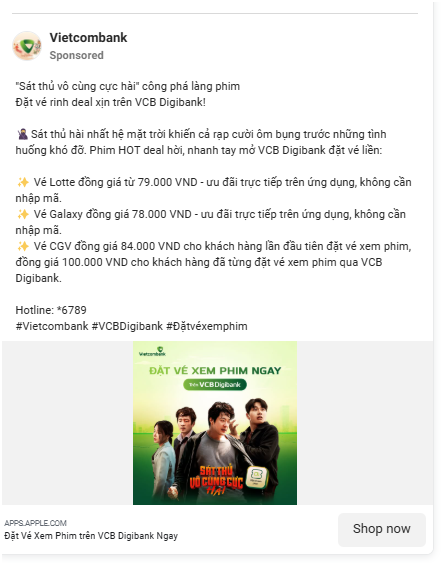 Vietcombank
Sponsored
"Sát thủ vô cùng cực hài" công phá làng phim
Đặt vé rinh deal xịn trên VCB Digibank!
🦹🏻‍♀️Sát thủ hài nhất hệ mặt trời khiến cả rạp cười ôm bụng trước những tình
huống khó đỡ. Phim HOT deal hời, nhanh tay mở VCB Digibank đặt vé liền:
✨ Vé Lotte đồng giá từ 79.000 VND - ưu đãi trực tiếp trên ứng dụng, không cần
nhập mã.
✨ Vé Galaxy đồng giá 78.000 VND - ưu đãi trực tiếp trên ứng dụng, không cần
nhập mã.
✨ Vé CGV đồng giá 84.000 VND cho khách hàng lần đầu tiên đặt vé xem phim,
đồng giá 100.000 VND cho khách hàng đã từng đặt vé xem phim qua VCB
Digibank.
Hotline: *6789
#Vietcombank #VCBDigibank #Đặtvéxemphim
Vietcombank
ĐẶT VÉ XEM PHIM NGAY
Trên VCBDigibank
SÁT THỦ
VÔ CÙNG CỰC
HÀI
APPS.APPLE.COM
Đặt Vé Xem Phim trên VCB Digibank Ngay
Shop now